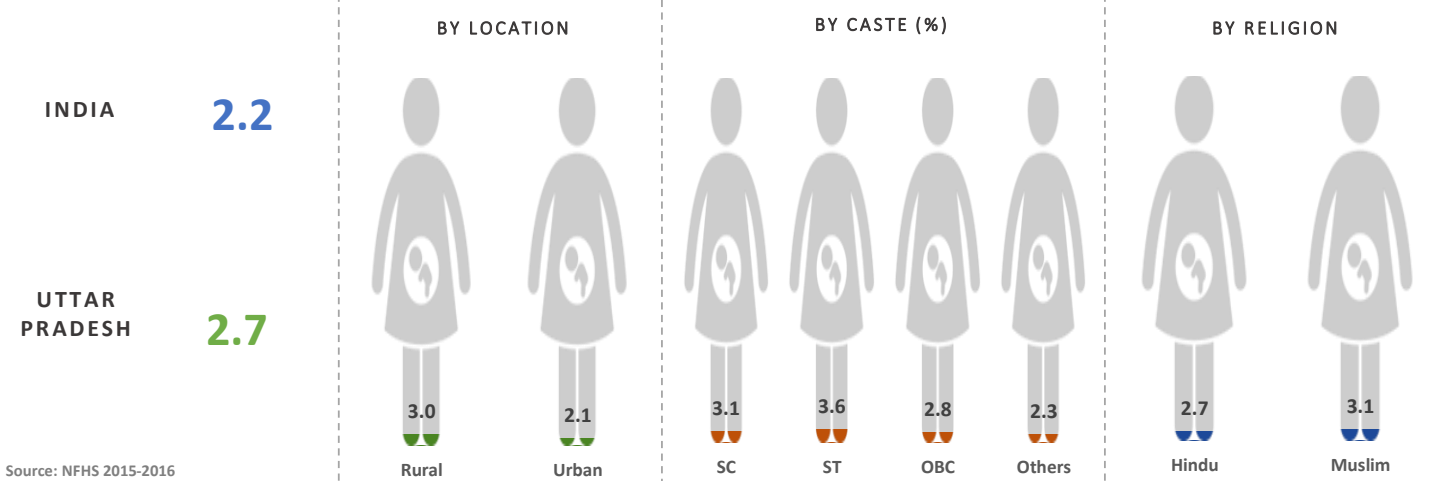 INDIA
2.2
UTTAR
PRADESH
2.7
Source: NFHS 2015-2016
BY LOCATION
3.0
2.1
Rural
Urban
BY CASTE (%)
3.1
3.6
2.8
2.3
SC
ST
OBC
Others
BY RELIGION
2.7
3.1
Hindu
Muslim